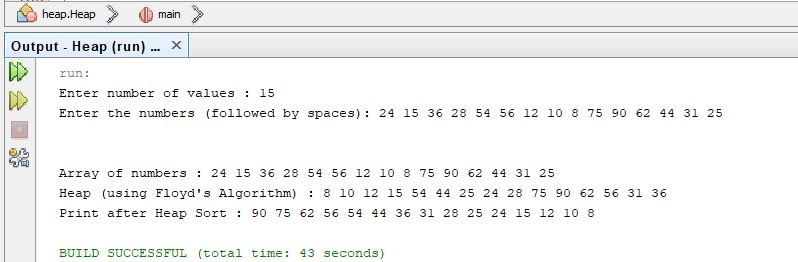 heap.Heap main
Output - Heap (run) ...
run:
Enter number of values : 15
Enter the numbers (followed by spaces): 24 15 36 28 54 56 12 10 8 75 90 62 44 31 25
Array of numbers : 24 15 36 28 54 56 12 10 8 75 90 62 44 31 25
Heap (using Floyd's Algorithm) : 8 10 12 15 54 44 25 24 28 75 90 62 56 31 36
Print after Heap Sort : 90 75 62 56 54 44 36 31 28 25 24 15 12 10 8
BUILD SUCCESSFUL (total time: 43 seconds)